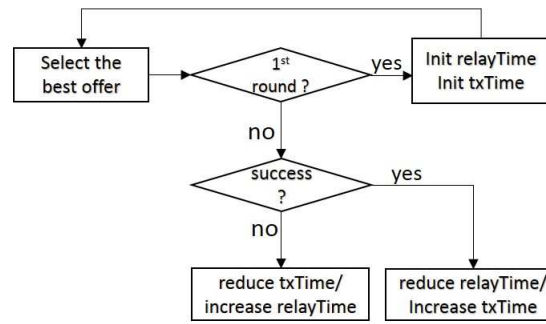 Select the
best offer
1st
round ?
yes
Init relayTime
Init txTime
no
success
?
yes
no
reduce txTime/
increase relayTime
reduce relayTime/
Increase txTime